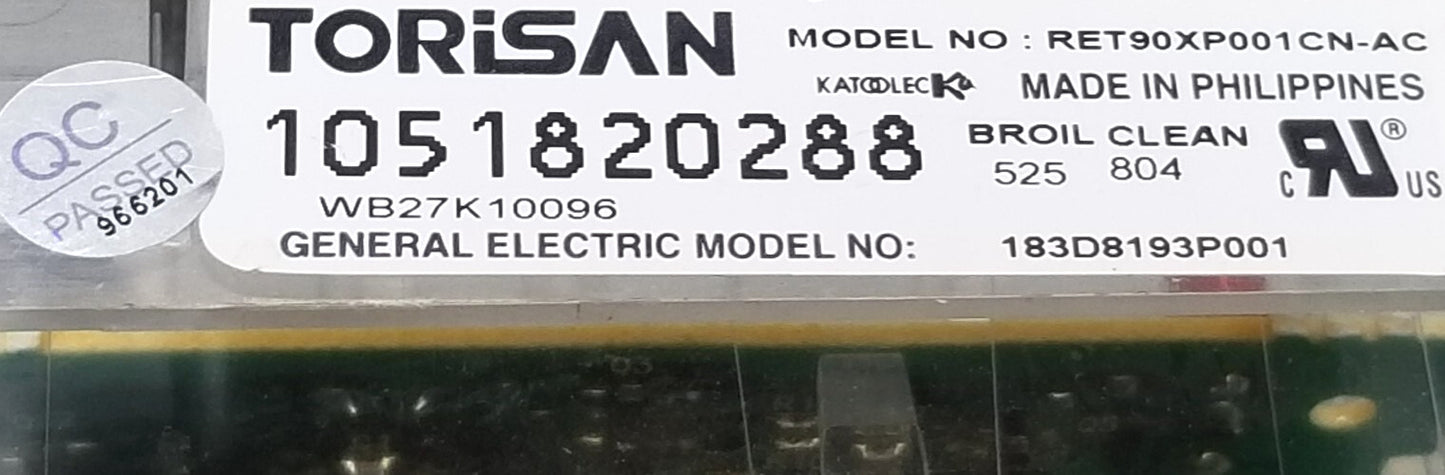 TORiSAN
MODEL NO : RET90XP001CN-AC
KATOOLEC
MADE IN PHILIPPINES
1051820288
BROIL CLEAN
525 804
C US
®
WB27K10096
GENERAL ELECTRIC MODEL NO: 183D8193P001
QC
PASSED
966201